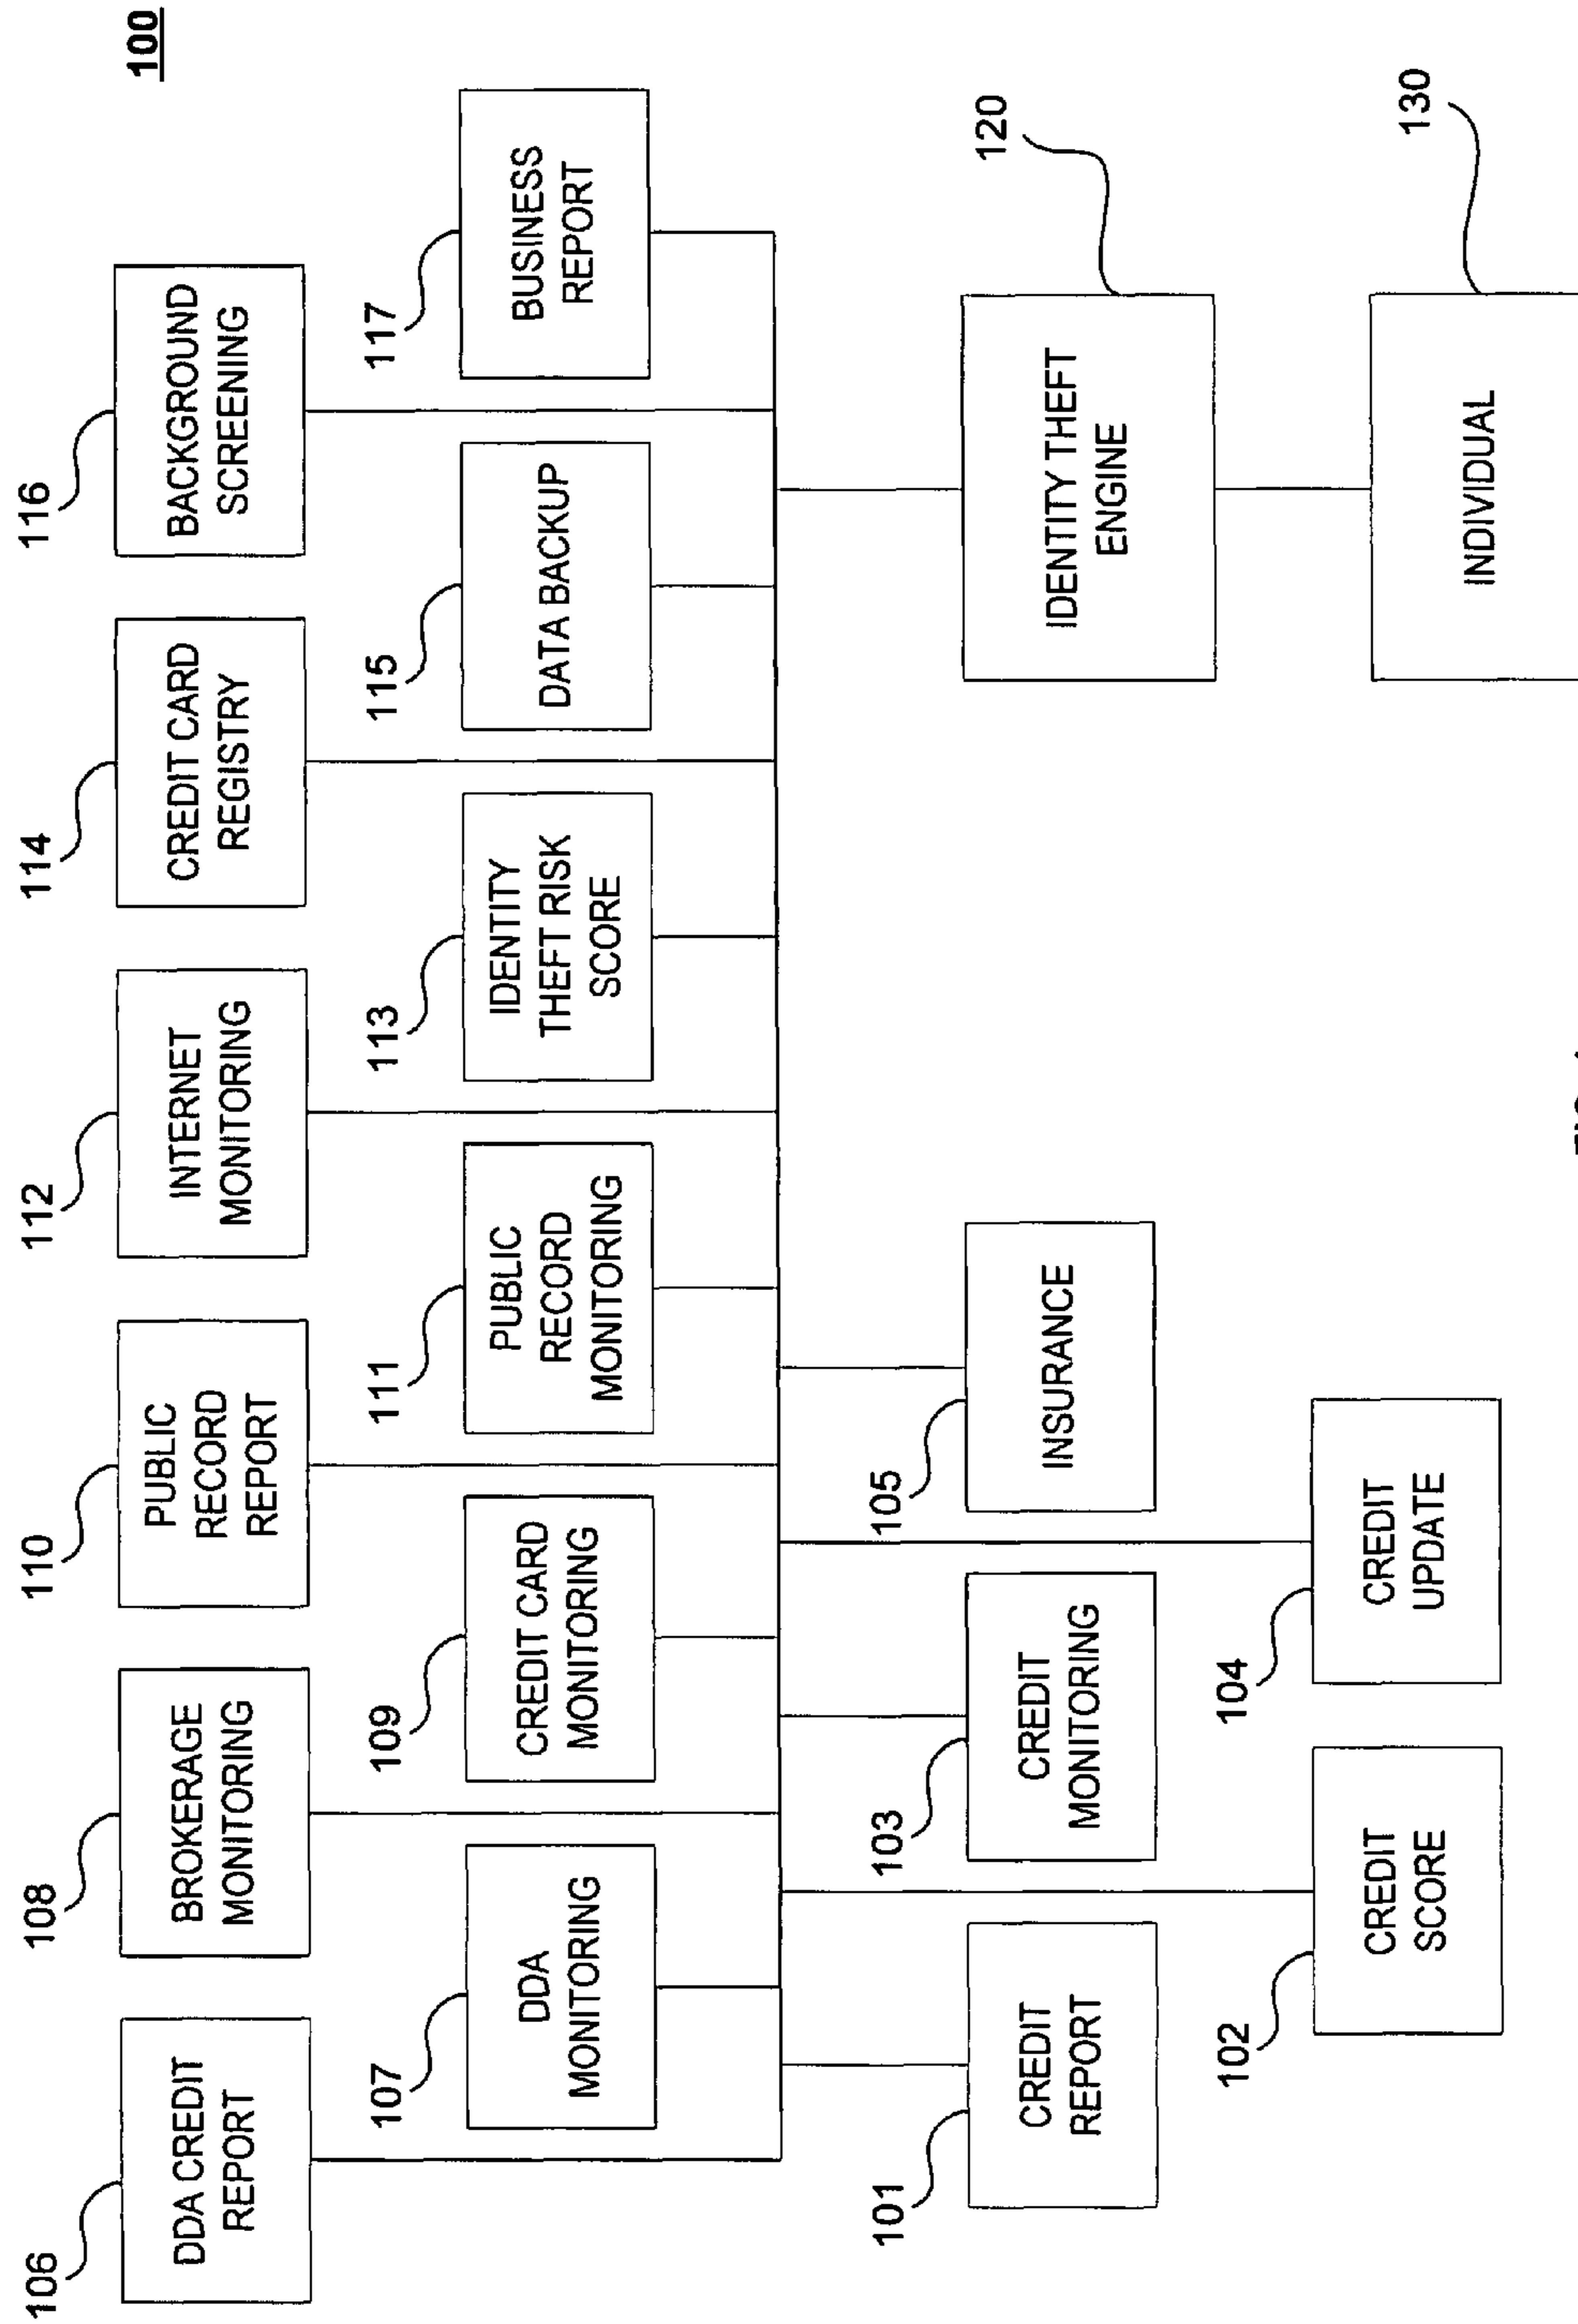 100
106
DDA CREDIT
REPORT
108
BROKERAGE
MONITORING
110
PUBLIC
RECORD
REPORT
112
INTERNET
MONITORING
114
CREDIT CARD
REGISTRY
116
BACKGROUND
SCREENING
107
DDA
MONITORING
109
CREDIT CARD
MONITORING
111
PUBLIC
RECORD
MONITORING
113
IDENTITY
THEFT RISK
SCORE
115
DATA BACKUP
117
BUSINESS
REPORT
101
CREDIT
REPORT
103
CREDIT
MONITORING
105
INSURANCE
120
IDENTITY THEFT
ENGINE
102
CREDIT
SCORE
104
CREDIT
UPDATE
130
INDIVIDUAL